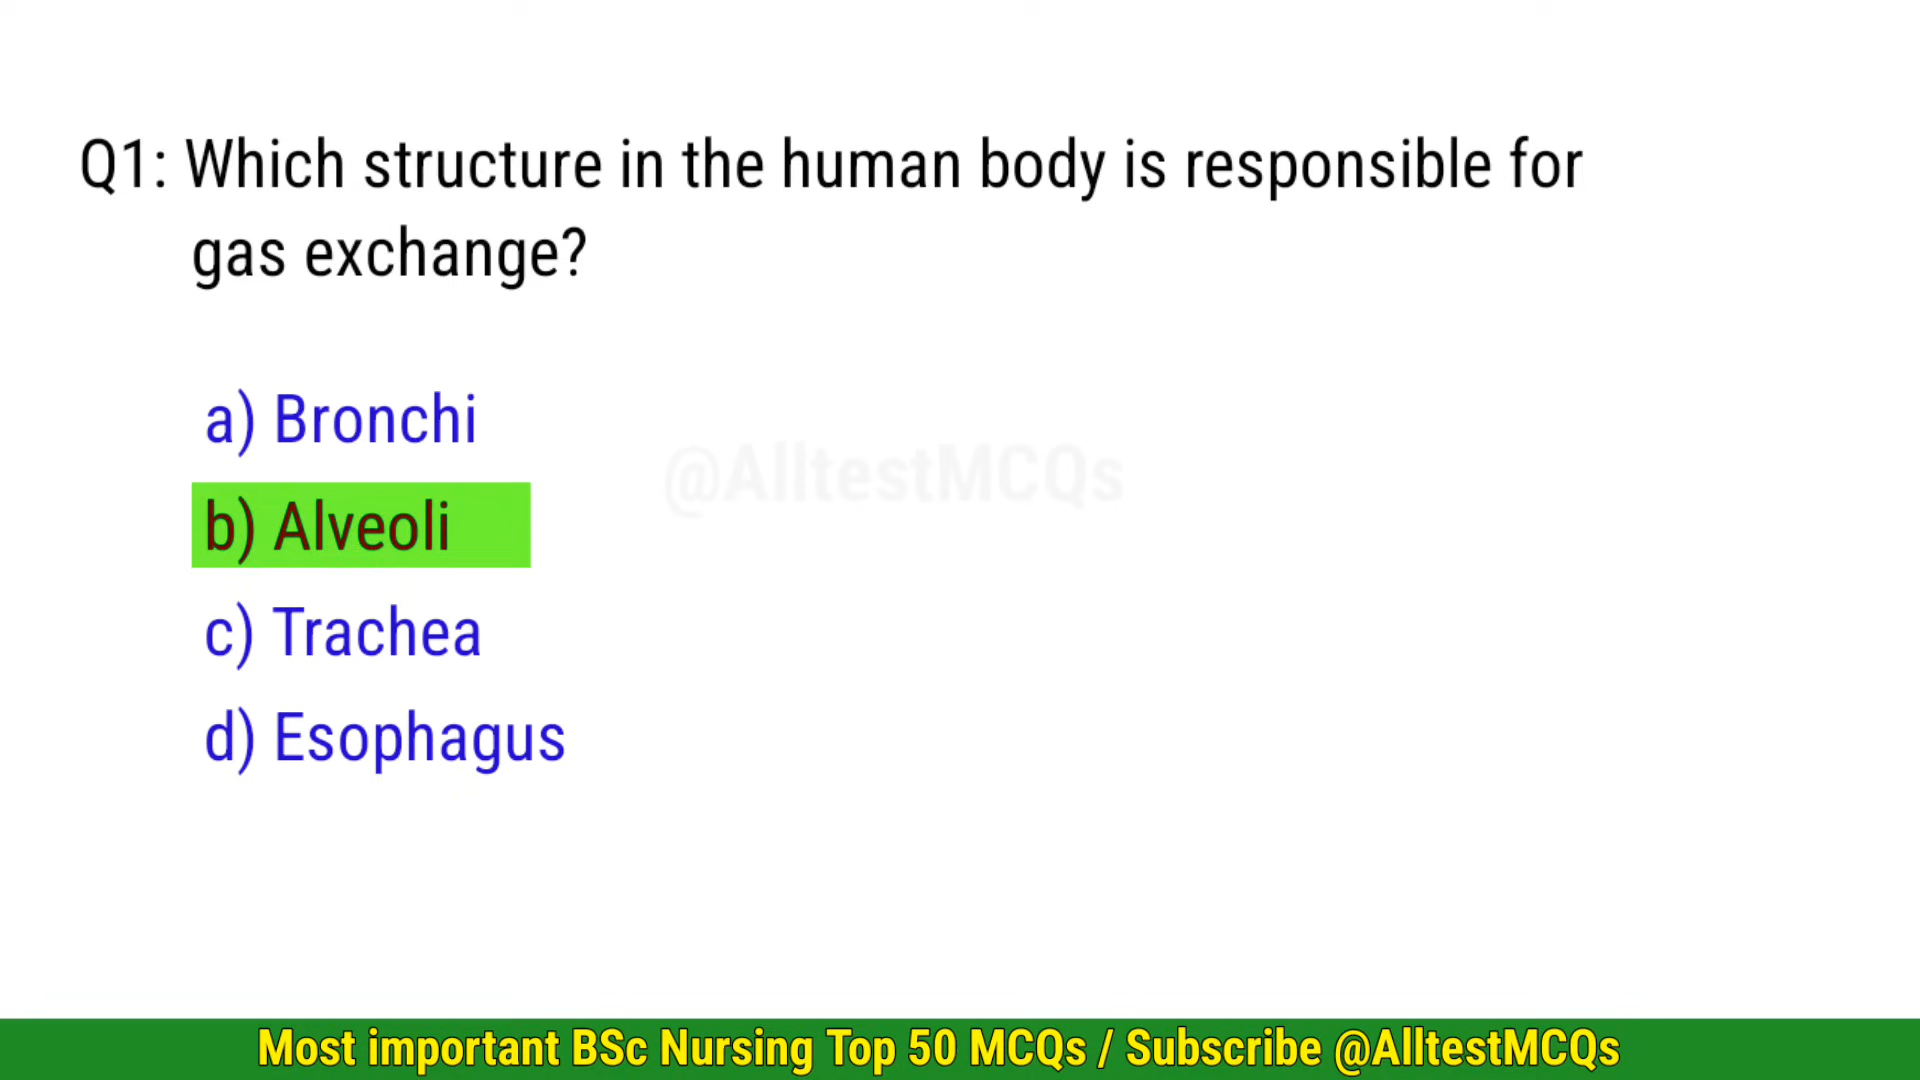 Q1: Which structure in the human body is responsible for
gas exchange?
a) Bronchi
@AlltestMCQs
b) Alveoli
c) Trachea
d) Esophagus
Most important BSc Nursing Top 50 MCQs / Subscribe @AlltestMCQs